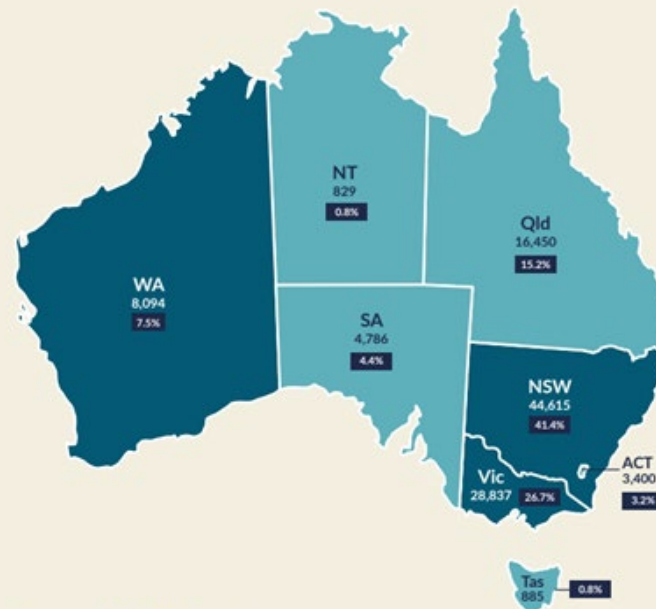 NT
829
0.8%
Qld
16,450
15.2%
WA
8,094
7.5%
SA
4,786
4.4%
NSW
44,615
41.4%
ACT
3,400
3.2%
Vic
28,837 26.7%
Tas
885
0.8%